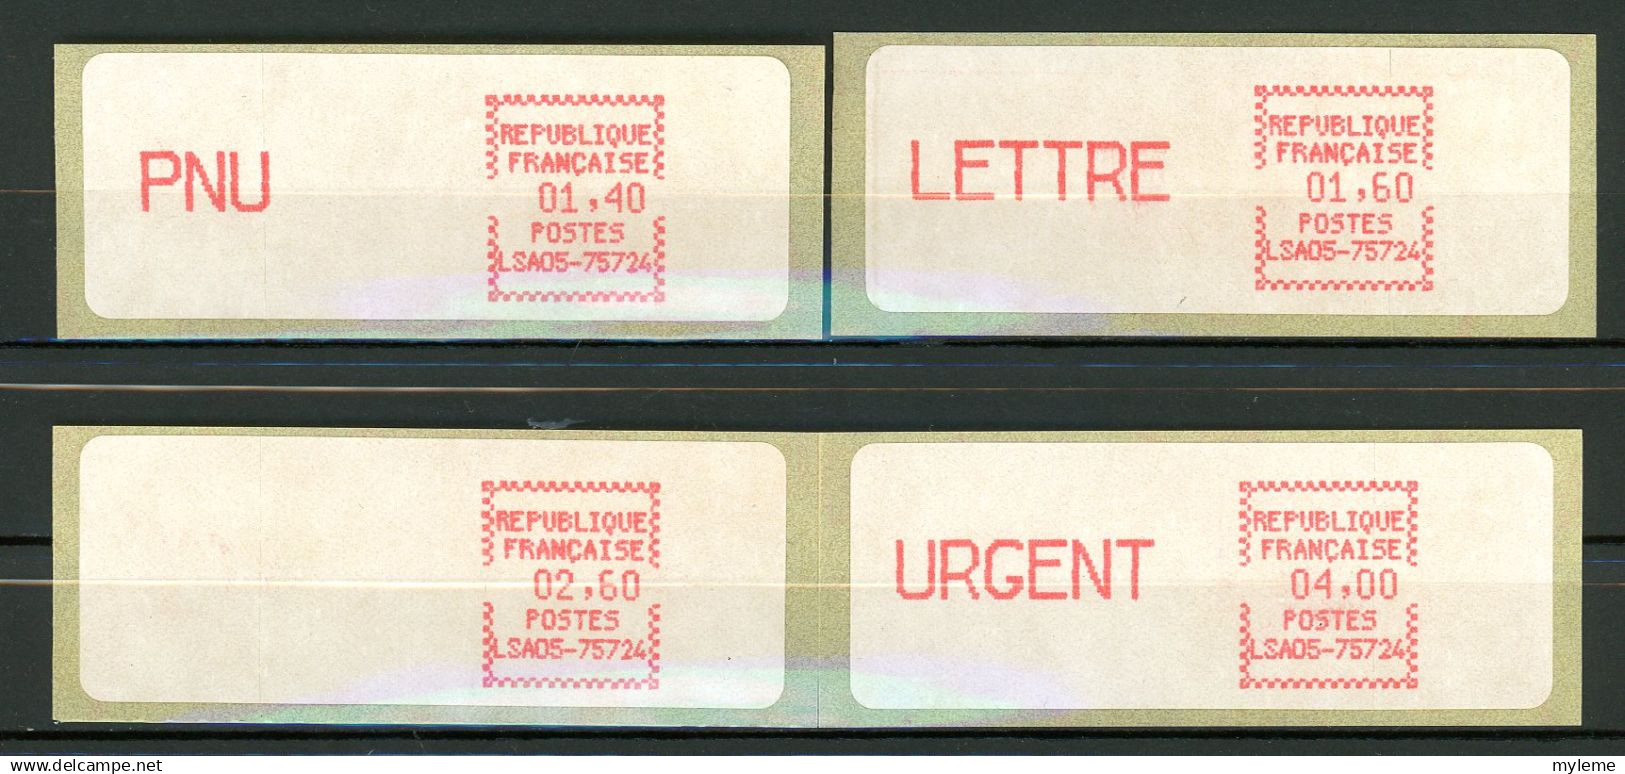 PNU
REPUBLIQUE
FRANÇAISE
01,40
POSTES
LSA05-75724
LETTRE
REPUBLIQUE
FRANÇAISE
01,60
POSTES
LSA05-75724
REPUBLIQUE
FRANÇAISE
02,60
POSTES
LSA05-75724
URGENT
REPUBLIQUE
FRANÇAISE
04,00
POSTES
LSA05-75724
www.delcampe.net
myleme